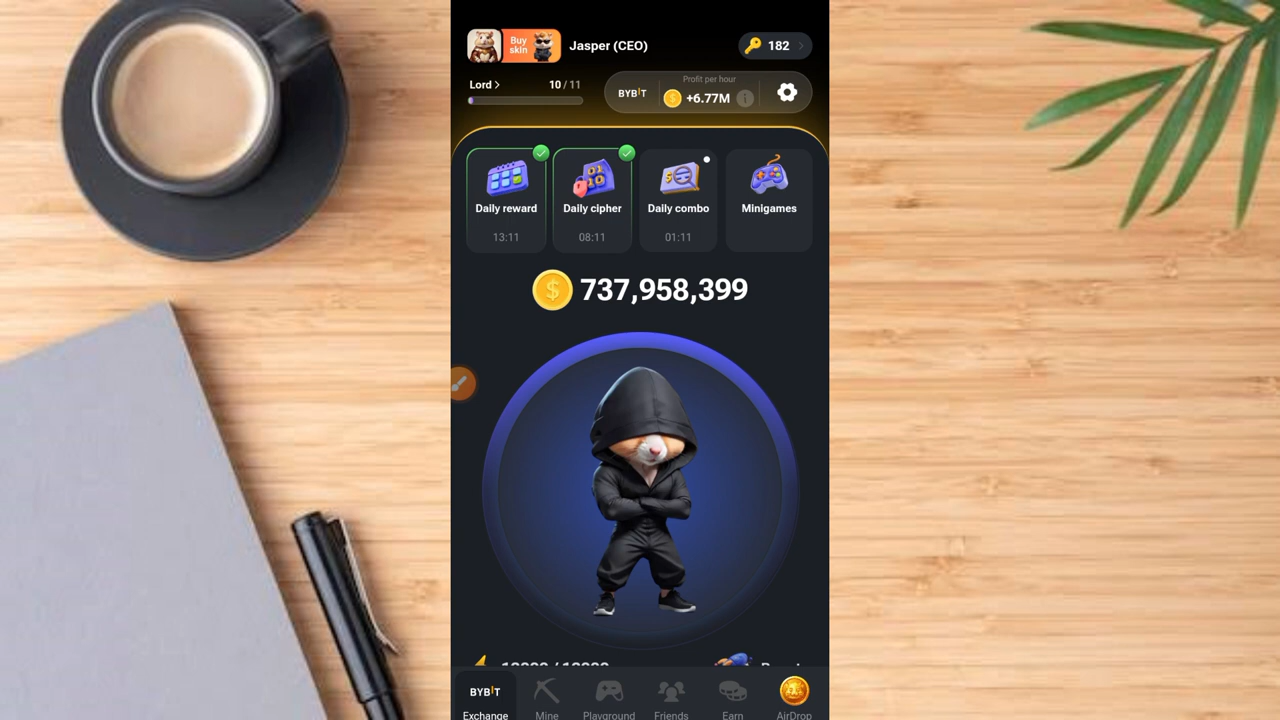 Buy
skin
Jasper (CEO)
182
Lord
10 / 11
BYBIT
Profit per hour
+6.77M
Daily reward
13:11
Daily cipher
08:11
Daily combo
01:11
Minigames
737,958,399
BYBIT
Exchange
Mine
Playground
Friends
Earn
AirDrop